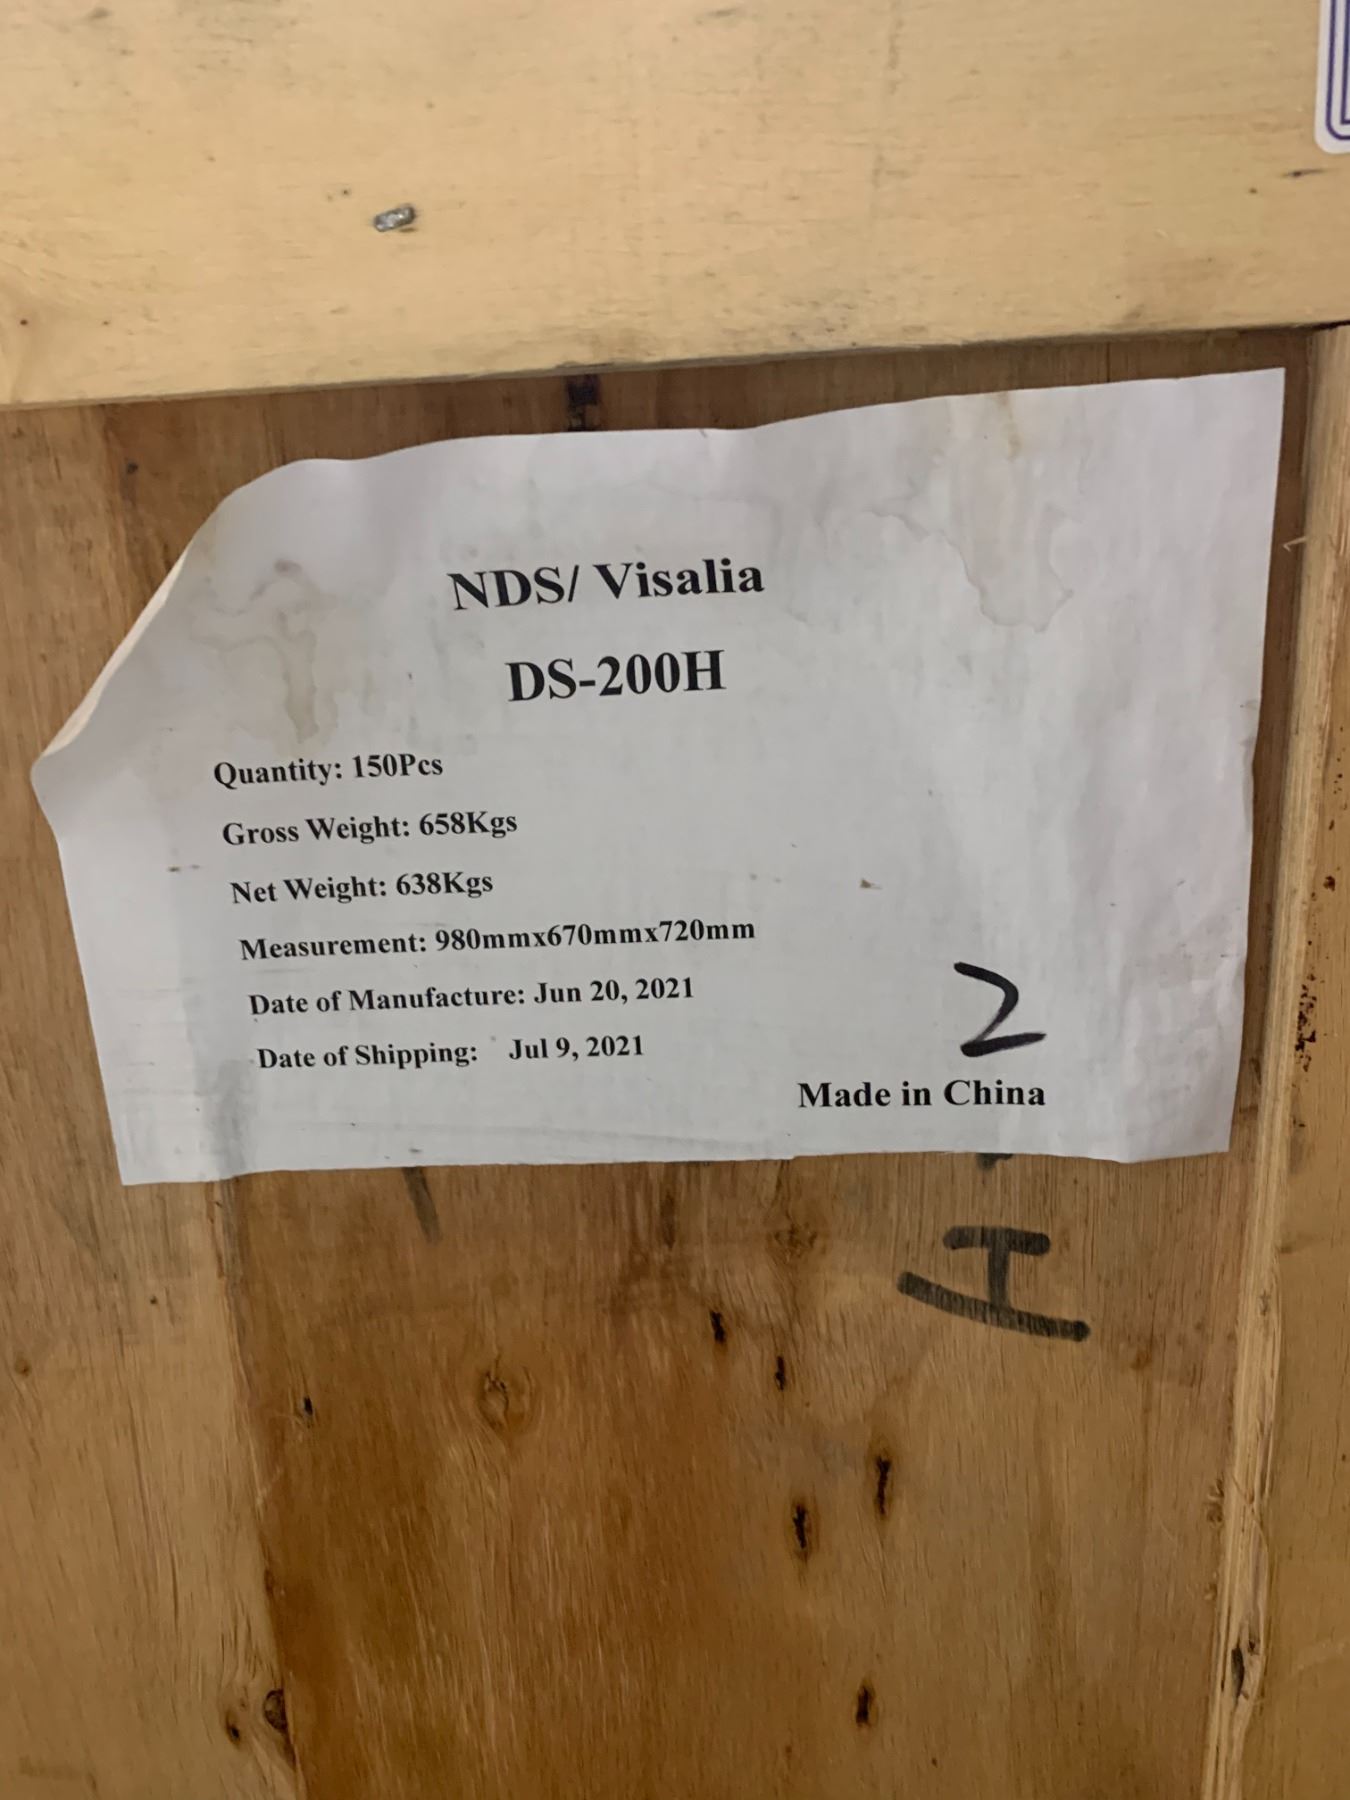 NDS/ Visalia
DS-200H
Quantity: 150Pcs
Gross Weight: 658Kgs
Net Weight: 638Kgs
Measurement: 980mmx670mmx720mm
Date of Manufacture: Jun 20, 2021
Date of Shipping: Jul 9, 2021
2
Made in China